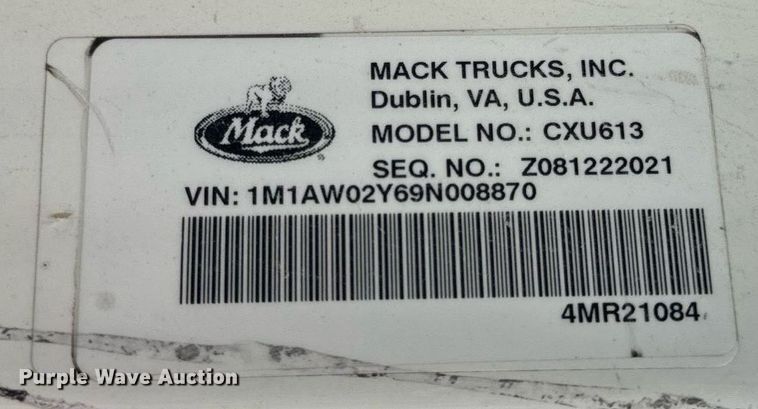 MACK TRUCKS, INC.
Dublin, VA, U.S.A.
Mack
®
MODEL NO.: CXU613
SEQ. NO.: Z081222021
VIN: 1M1AW02Y69N008870
4MR21084
Purple Wave Auction